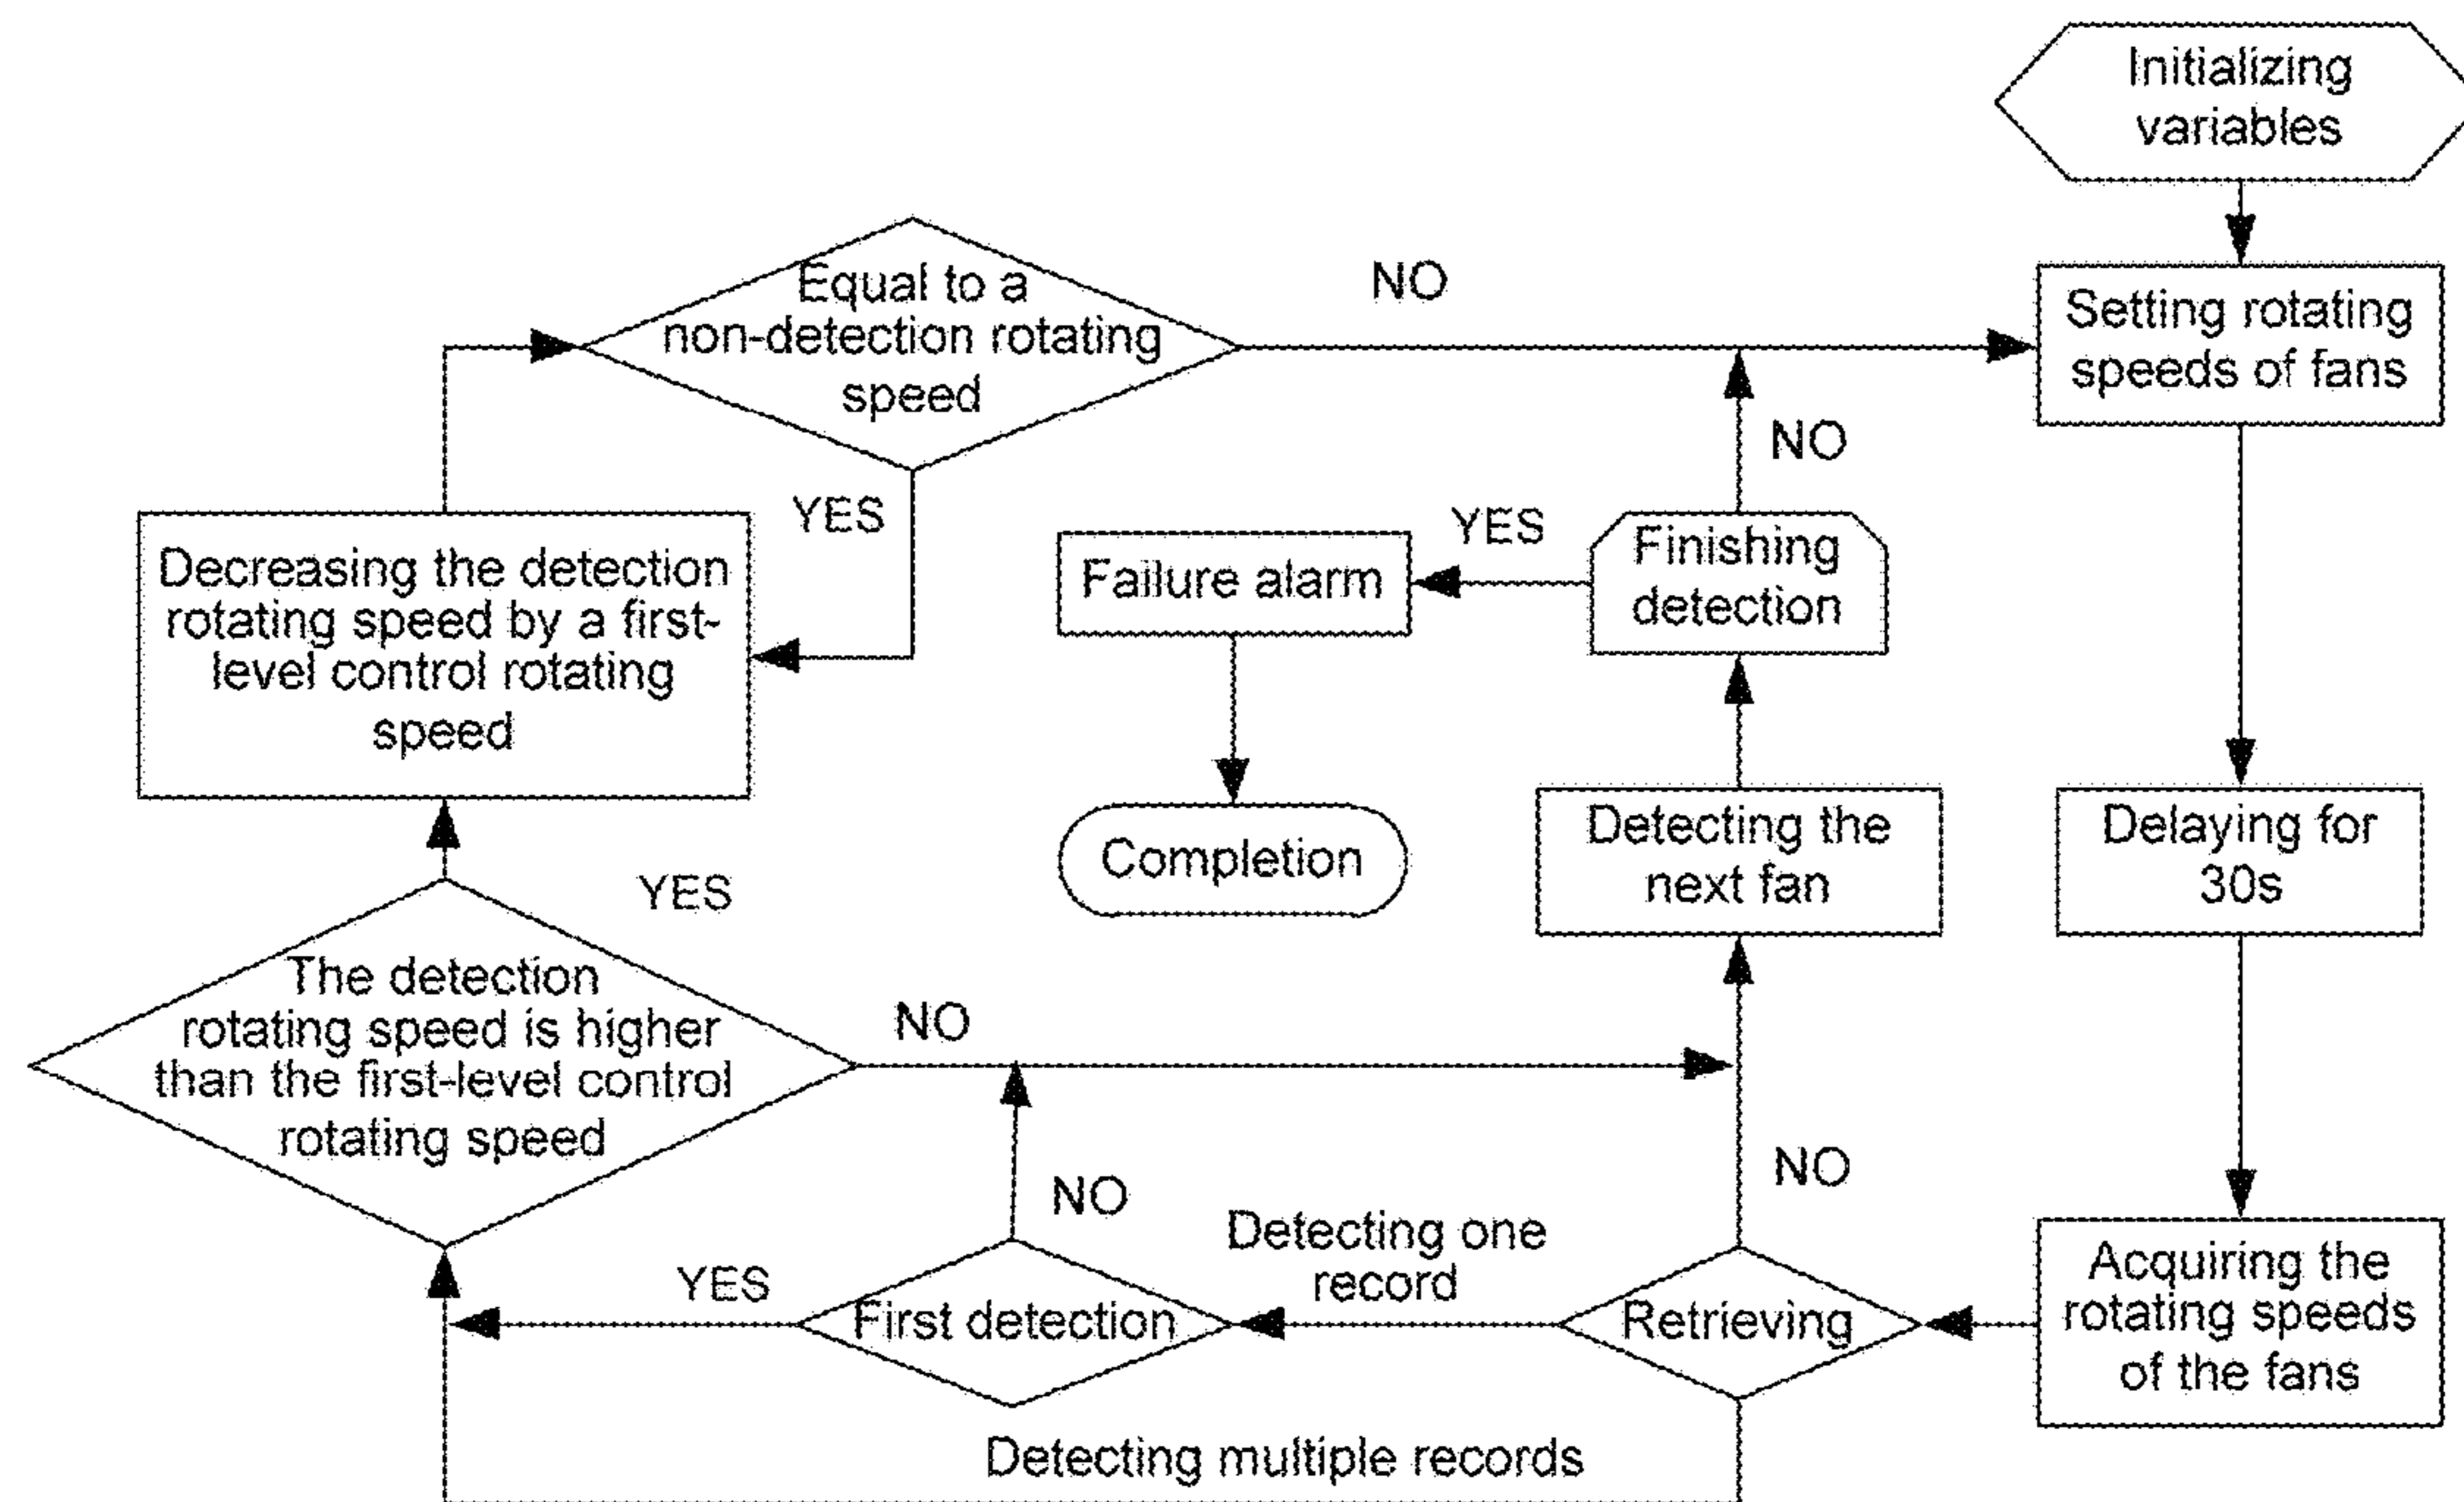 Initializing
variables
Equal to a
non-detection rotating
speed
NO
Setting rotating
speeds of fans
NO
YES
YES
Decreasing the detection
rotating speed by a first-
level control rotating
speed
Failure alarm
Finishing
detection
Completion
Detecting the
next fan
Delaying for
30s
YES
The detection
rotating speed is higher
than the first-level control
rotating speed
NO
NO
NO
Detecting one
record
YES
First detection
Retrieving
Acquiring the
rotating speeds
of the fans
Detecting multiple records